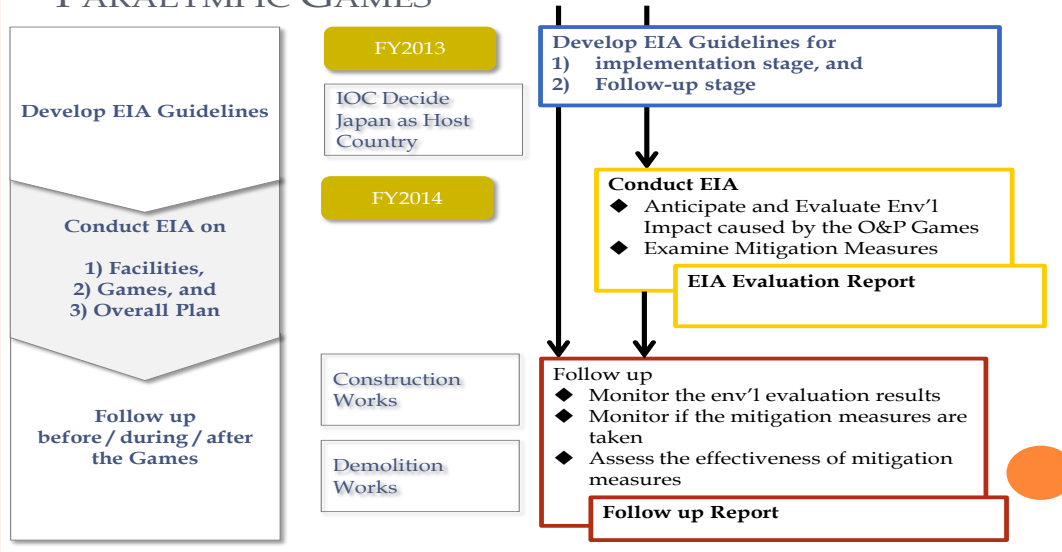 PARALYMPIC GAMES
Develop EIA Guidelines
Conduct EIA on
1) Facilities,
2) Games, and
3) Overall Plan
Follow up
before / during / after
the Games
FY2013
IOC Decide
Japan as Host
Country
FY2014
Construction
Works
Demolition
Works
Develop EIA Guidelines for
1) implementation stage, and
2) Follow-up stage
Conduct EIA
◆ Anticipate and Evaluate Env’l
Impact caused by the O&P Games
◆ Examine Mitigation Measures
EIA Evaluation Report
Follow up
◆ Monitor the env’l evaluation results
◆ Monitor if the mitigation measures are
taken
◆ Assess the effectiveness of mitigation
measures
Follow up Report